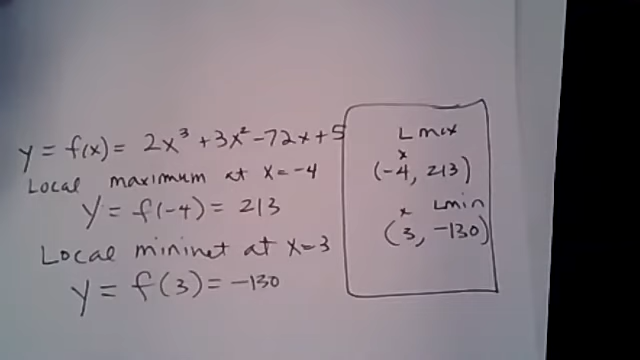 y = f(x) = 2x³ + 3x² - 72x + 5
Local maximum at x = -4
y = f(-4) = 213
Local mininet at x = 3
y = f(3) = -130
Lmax
x
(-4, 213)
x Lmin
(3, -130)